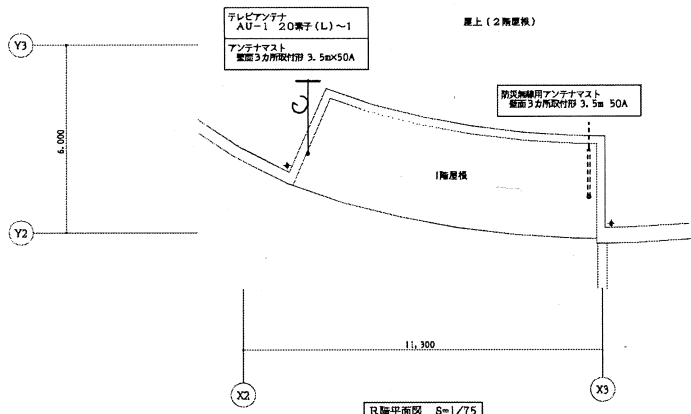 テレビアンテナ
AU-1 20素子(L)~1
アンテナマスト
壁面3カ所取付形 3.5m×50A
屋上(2階屋根)
Y3
防災無線用アンテナマスト
壁面3カ所取付形 3.5m 50A
6,000
1階屋根
Y2
11,300
X2
X3
R階平面図 S=1/75